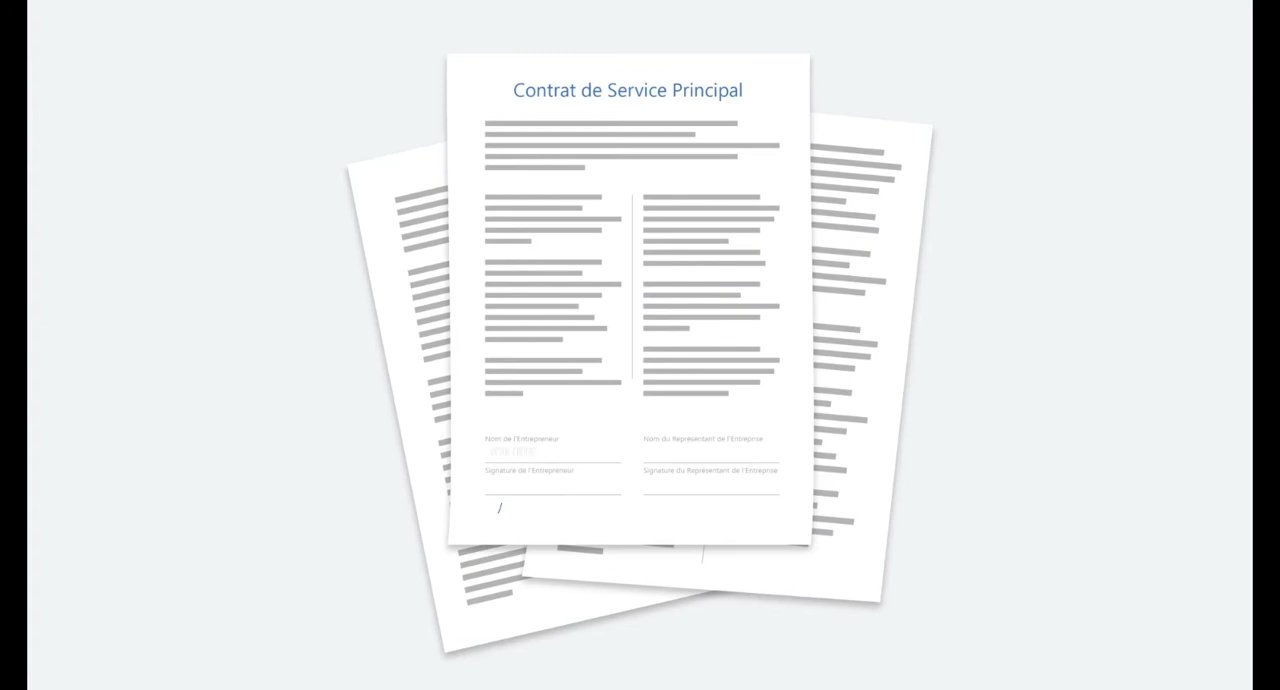 Contrat de Service Principal
Nom de l'Entrepreneur
Nom du Représentant de l'Entreprise
Signature de l'Entrepreneur
Signature du Représentant de l'Entreprise